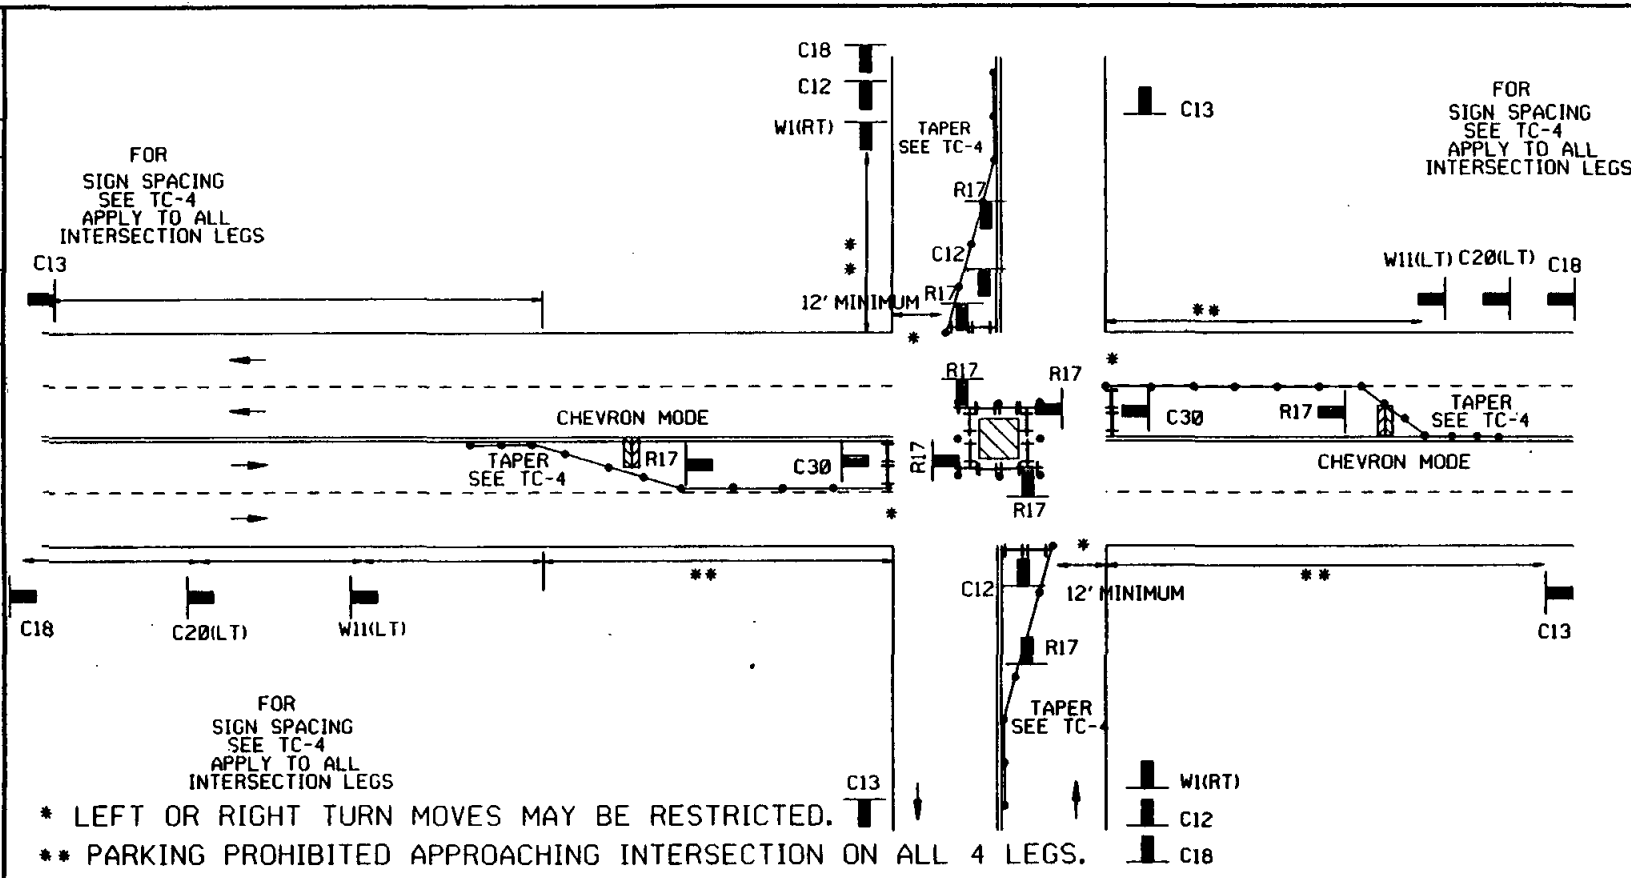 C18
C12
W1(RT)
TAPER
SEE TC-4
C13
FOR
SIGN SPACING
SEE TC-4
APPLY TO ALL
INTERSECTION LEGS
FOR
SIGN SPACING
SEE TC-4
APPLY TO ALL
INTERSECTION LEGS
R17
C13
*
*
C12
W11(LT) C20(LT) C18
R17
12' MINIMUM
**
*
*
R17
R17
CHEVRON MODE
C30
R17
TAPER
SEE TC-4
TAPER
SEE TC-4
R17
C30
R17
CHEVRON MODE
*
R17
*
**
C12
12' MINIMUM
**
C18
C20(LT)
W11(LT)
C13
R17
FOR
SIGN SPACING
SEE TC-4
APPLY TO ALL
INTERSECTION LEGS
TAPER
SEE TC-4
C13
W1(RT)
* LEFT OR RIGHT TURN MOVES MAY BE RESTRICTED.
C12
** PARKING PROHIBITED APPROACHING INTERSECTION ON ALL 4 LEGS.
C18